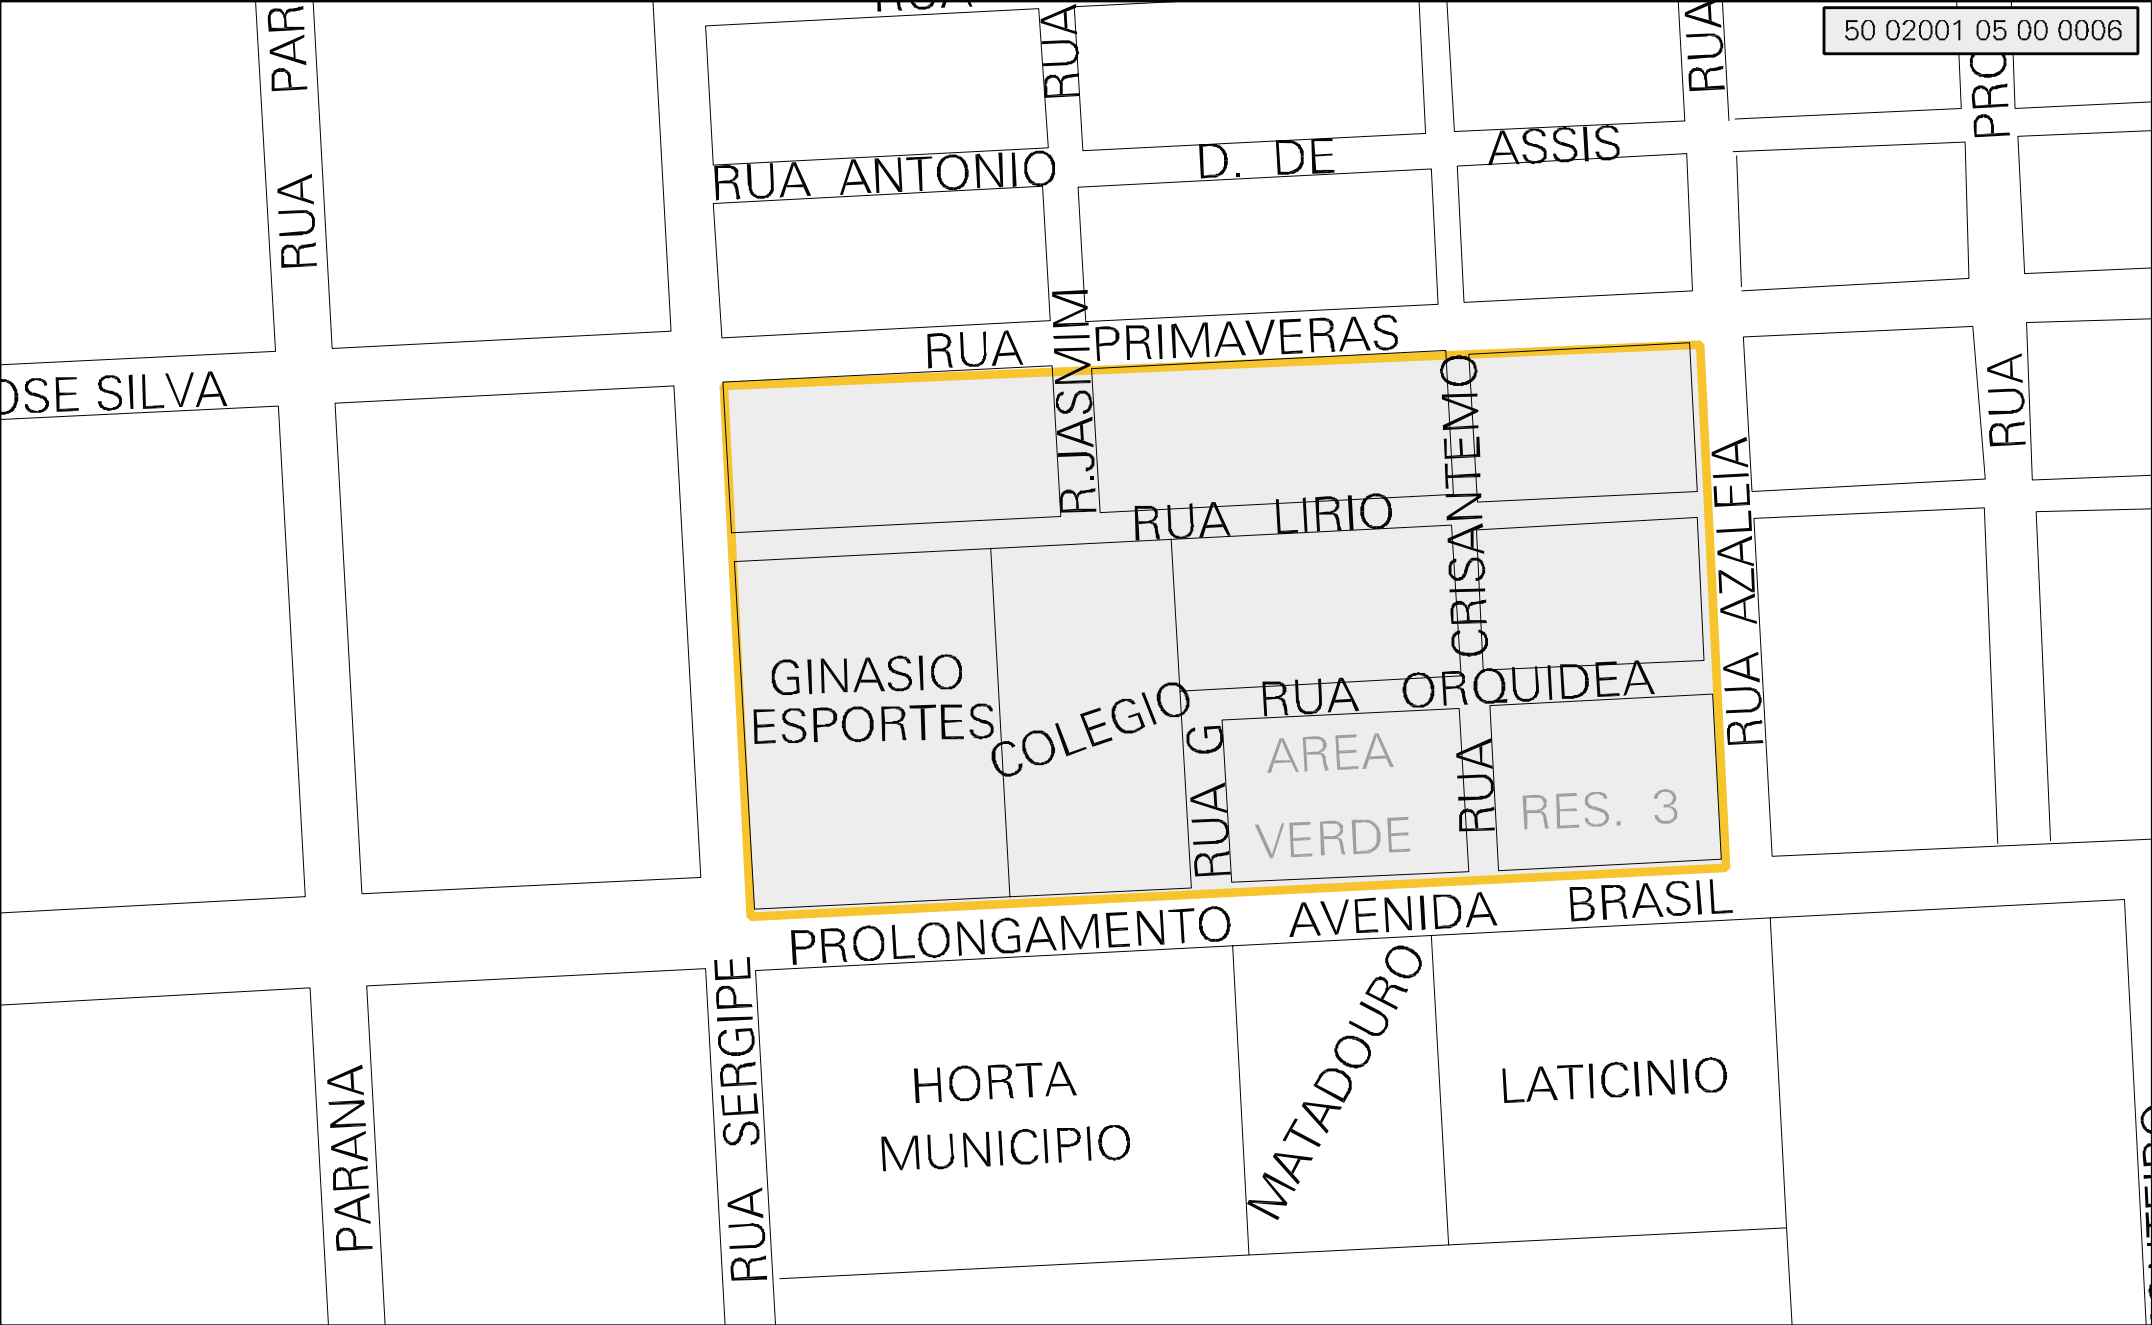 50 02001 05 00 0006
RUA
RUA
RUA
RUA
RUA ANTONIO D. DE ASSIS
RUA PRIMAVERAS
OSE SILVA
R.JASMIM
RUA
RUA LIRIO
RUA CRISANTEMO
RUA AZALEIA
GINASIO
ESPORTES
COLEGIO
RUA ORQUIDEA
RUA G
AREA
VERDE
RES. 3
PROLONGAMENTO AVENIDA BRASIL
PARANA
RUA SERGIPE
HORTA
MUNICIPIO
MATADOURO
LATICINIO